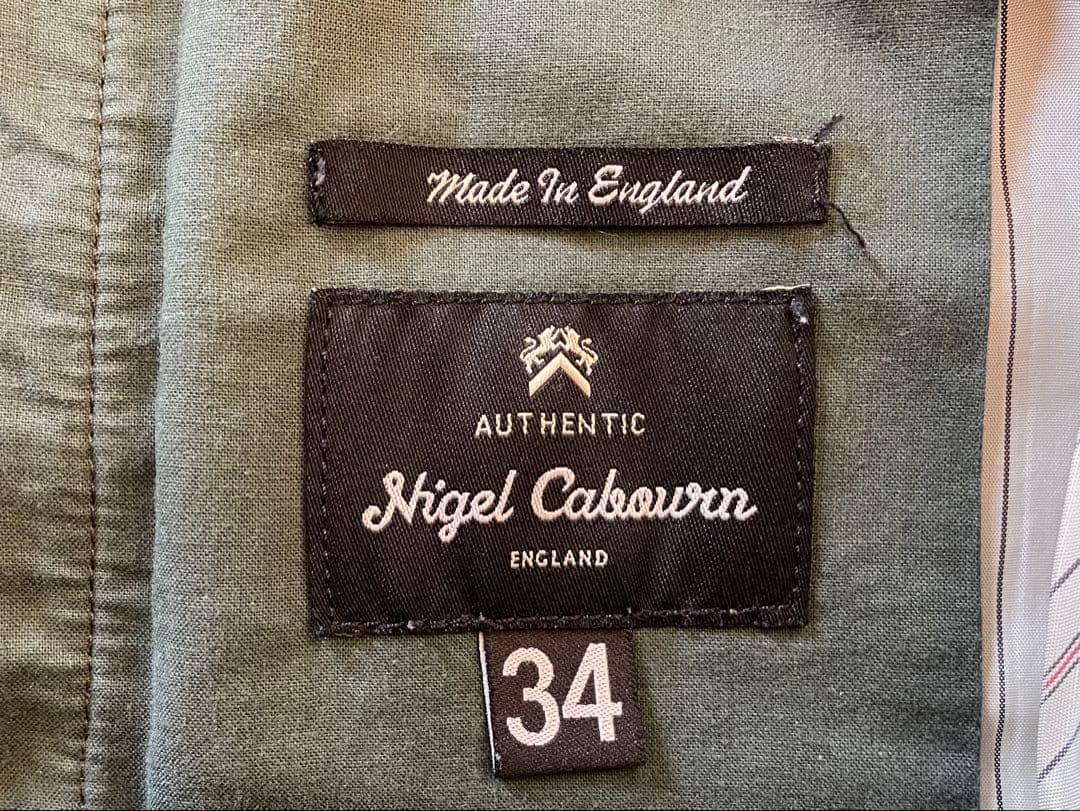 Made In England
AUTHENTIC
Nigel Cabourn
ENGLAND
34